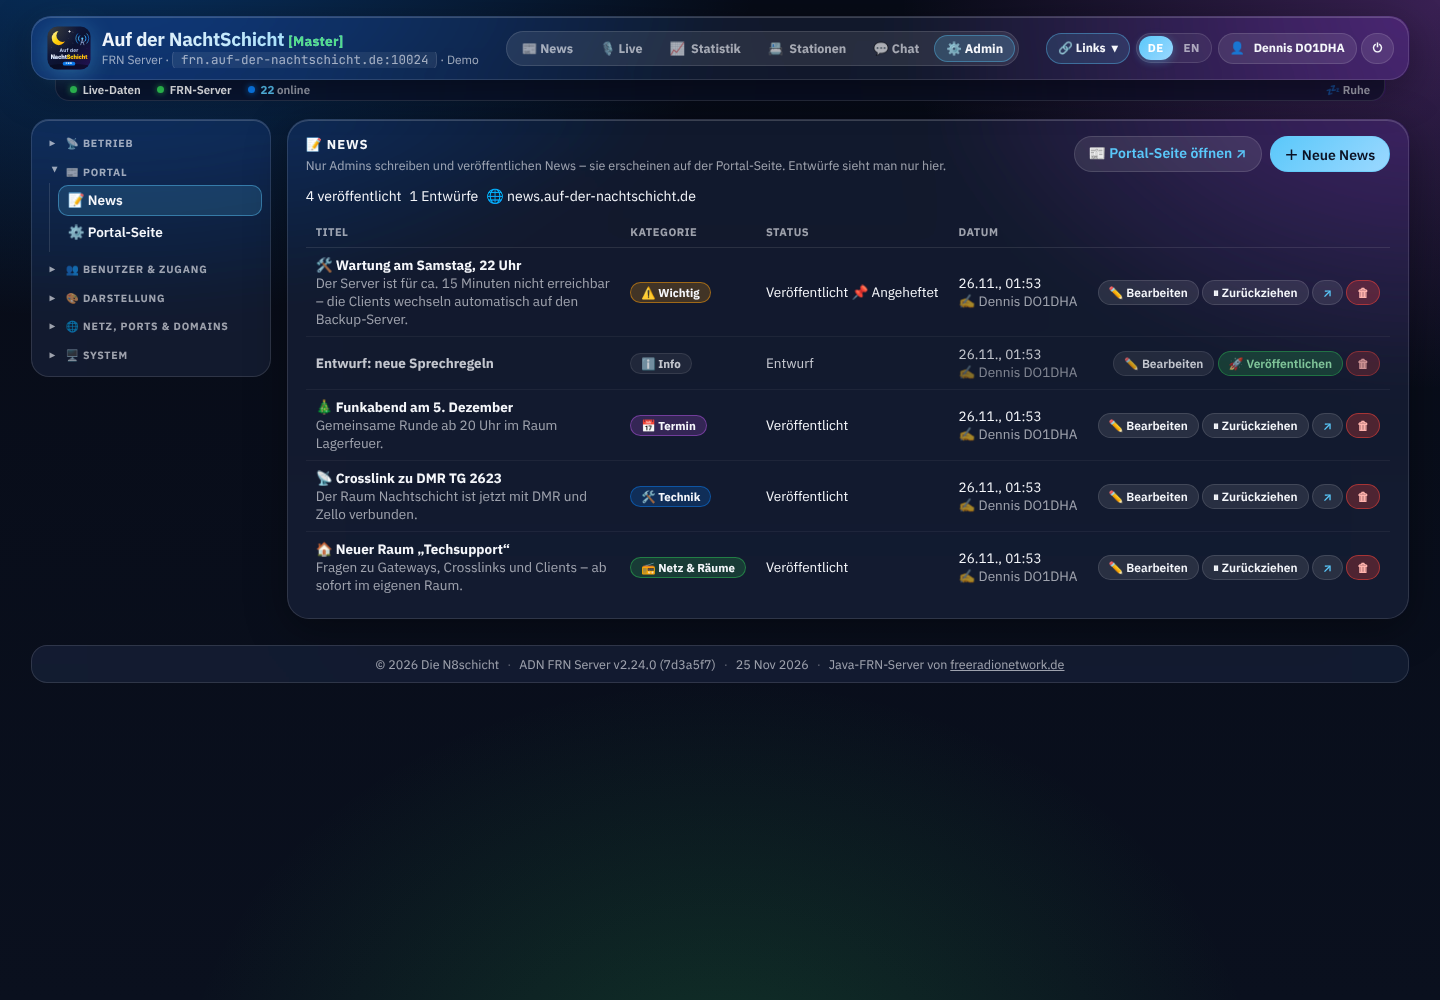 Auf der NachtSchicht [Master]
FRN Server · frn.auf-der-nachtschicht.de:10024 · Demo
Auf der
NachtSchicht
📰 News 🎙️ Live 📈 Statistik 📇 Stationen 💬 Chat ⚙️ Admin
🔗 Links ▾ DE EN 👤 Dennis DO1DHA ⏻
Live-Daten FRN-Server 22 online 💤 Ruhe
▸ 📡 BETRIEB
▾ 📰 PORTAL
📝 News
⚙️ Portal-Seite
▸ 👥 BENUTZER & ZUGANG
▸ 🎨 DARSTELLUNG
▸ 🌐 NETZ, PORTS & DOMAINS
▸ 🖥️ SYSTEM
📝 NEWS
Nur Admins schreiben und veröffentlichen News – sie erscheinen auf der Portal-Seite. Entwürfe sieht man nur hier.
📰 Portal-Seite öffnen ↗ + Neue News
4 veröffentlicht 1 Entwürfe 🌐 news.auf-der-nachtschicht.de
TITEL KATEGORIE STATUS DATUM
🛠️ Wartung am Samstag, 22 Uhr
Der Server ist für ca. 15 Minuten nicht erreichbar
– die Clients wechseln automatisch auf den
Backup-Server.
⚠️ Wichtig
Veröffentlicht 📌 Angeheftet
26.11., 01:53
✍️ Dennis DO1DHA
✏️ Bearbeiten ⏸ Zurückziehen ↗ 🗑
Entwurf: neue Sprechregeln
ℹ️ Info
Entwurf
26.11., 01:53
✍️ Dennis DO1DHA
✏️ Bearbeiten 🚀 Veröffentlichen 🗑
🎄 Funkabend am 5. Dezember
Gemeinsame Runde ab 20 Uhr im Raum
Lagerfeuer.
📅 Termin
Veröffentlicht
26.11., 01:53
✍️ Dennis DO1DHA
✏️ Bearbeiten ⏸ Zurückziehen ↗ 🗑
📡 Crosslink zu DMR TG 2623
Der Raum Nachtschicht ist jetzt mit DMR und
Zello verbunden.
🛠️ Technik
Veröffentlicht
26.11., 01:53
✍️ Dennis DO1DHA
✏️ Bearbeiten ⏸ Zurückziehen ↗ 🗑
🏠 Neuer Raum „Techsupport“
Fragen zu Gateways, Crosslinks und Clients – ab
sofort im eigenen Raum.
📻 Netz & Räume
Veröffentlicht
26.11., 01:53
✍️ Dennis DO1DHA
✏️ Bearbeiten ⏸ Zurückziehen ↗ 🗑
© 2026 Die N8schicht · ADN FRN Server v2.24.0 (7d3a5f7) · 25 Nov 2026 · Java-FRN-Server von freeradionetwork.de